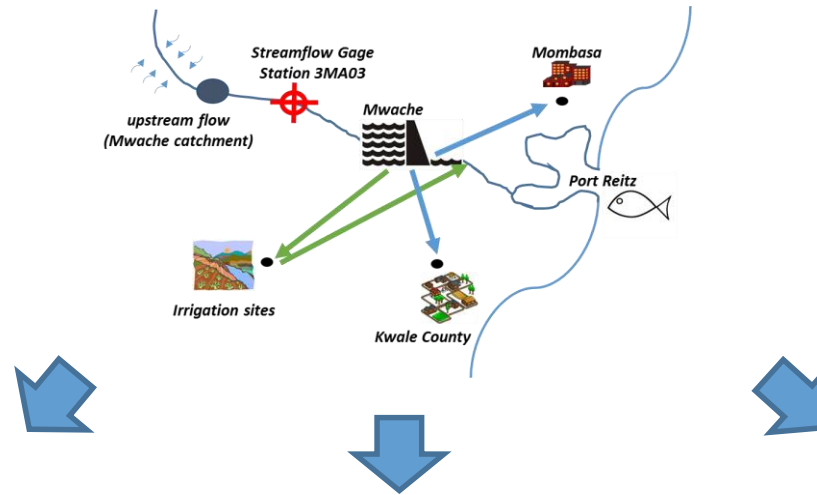 Streamflow Gage
Station 3MA03
Mombasa
upstream flow
(Mwache catchment)
Mwache
Port Reitz
Irrigation sites
Kwale County